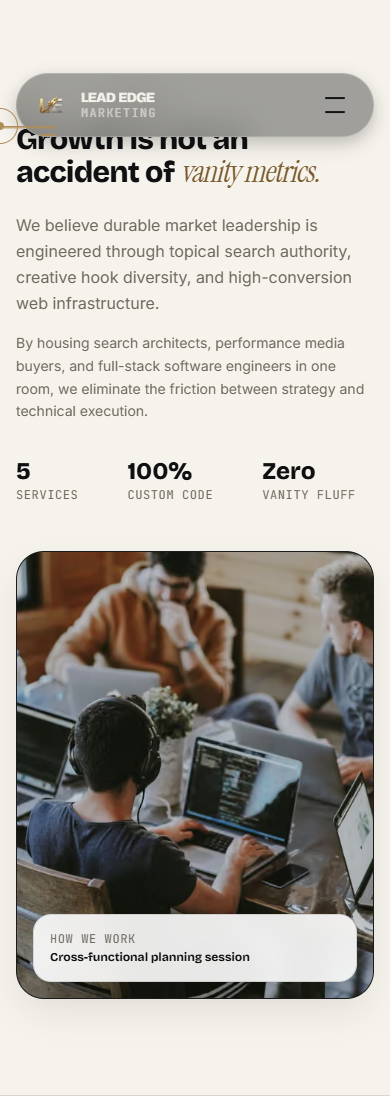 LEAD EDGE
MARKETING
Growth is not an
accident of vanity metrics.
We believe durable market leadership is
engineered through topical search authority,
creative hook diversity, and high-conversion
web infrastructure.
By housing search architects, performance media
buyers, and full-stack software engineers in one
room, we eliminate the friction between strategy and
technical execution.
5
SERVICES
100%
CUSTOM CODE
Zero
VANITY FLUFF
HOW WE WORK
Cross-functional planning session